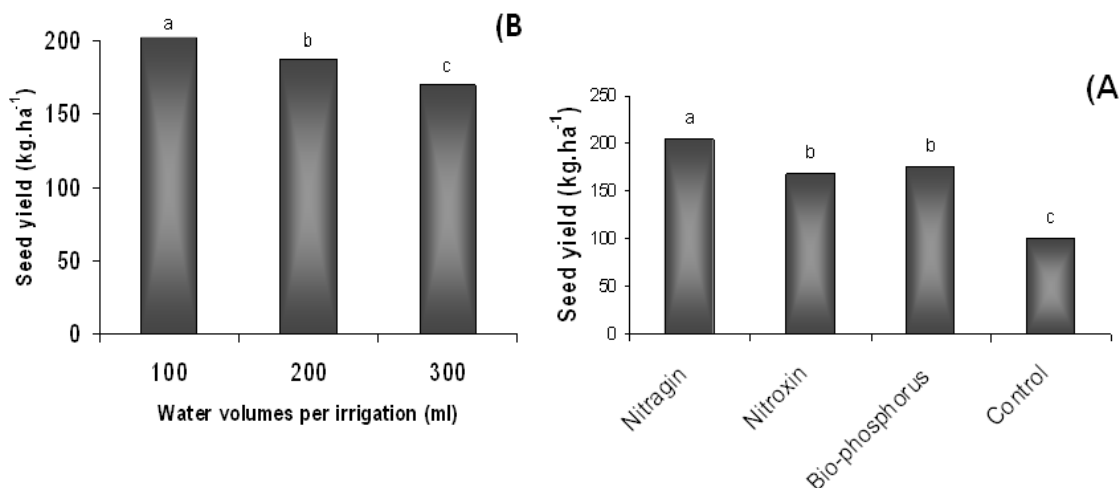 (B
a
b
c
200
150
100
50
0
Seed yield (kg.ha⁻¹)
100 200 300
Water volumes per irrigation (ml)
(A
a
b
b
c
250
200
150
100
50
0
Seed yield (kg.ha⁻¹)
Nitragin
Nitroxin
Bio-phosphorus
Control